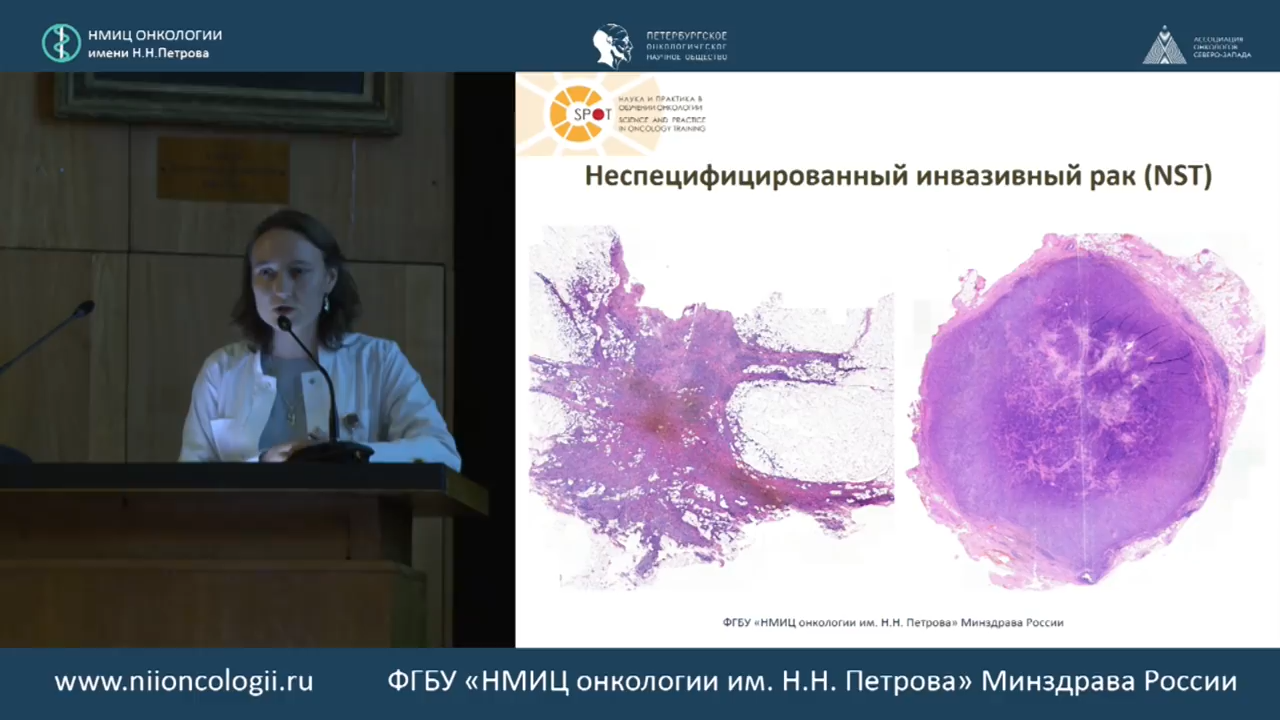 НМИЦ ОНКОЛОГИИ
имени Н.Н.Петрова
ПЕТЕРБУРГСКОЕ
ОНКОЛОГИЧЕСКОЕ
НАУЧНОЕ ОБЩЕСТВО
АССОЦИАЦИЯ
ОНКОЛОГОВ
СЕВЕРО-ЗАПАДА
SPOT
НАУКА И ПРАКТИКА В
ОБУЧЕНИИ ОНКОЛОГИИ
SCIENCE AND PRACTICE
IN ONCOLOGY TRAINING
Неспецифицированный инвазивный рак (NST)
ФГБУ «НМИЦ онкологии им. Н.Н. Петрова» Минздрава России
www.niioncologii.ru
ФГБУ «НМИЦ онкологии им. Н.Н. Петрова» Минздрава России